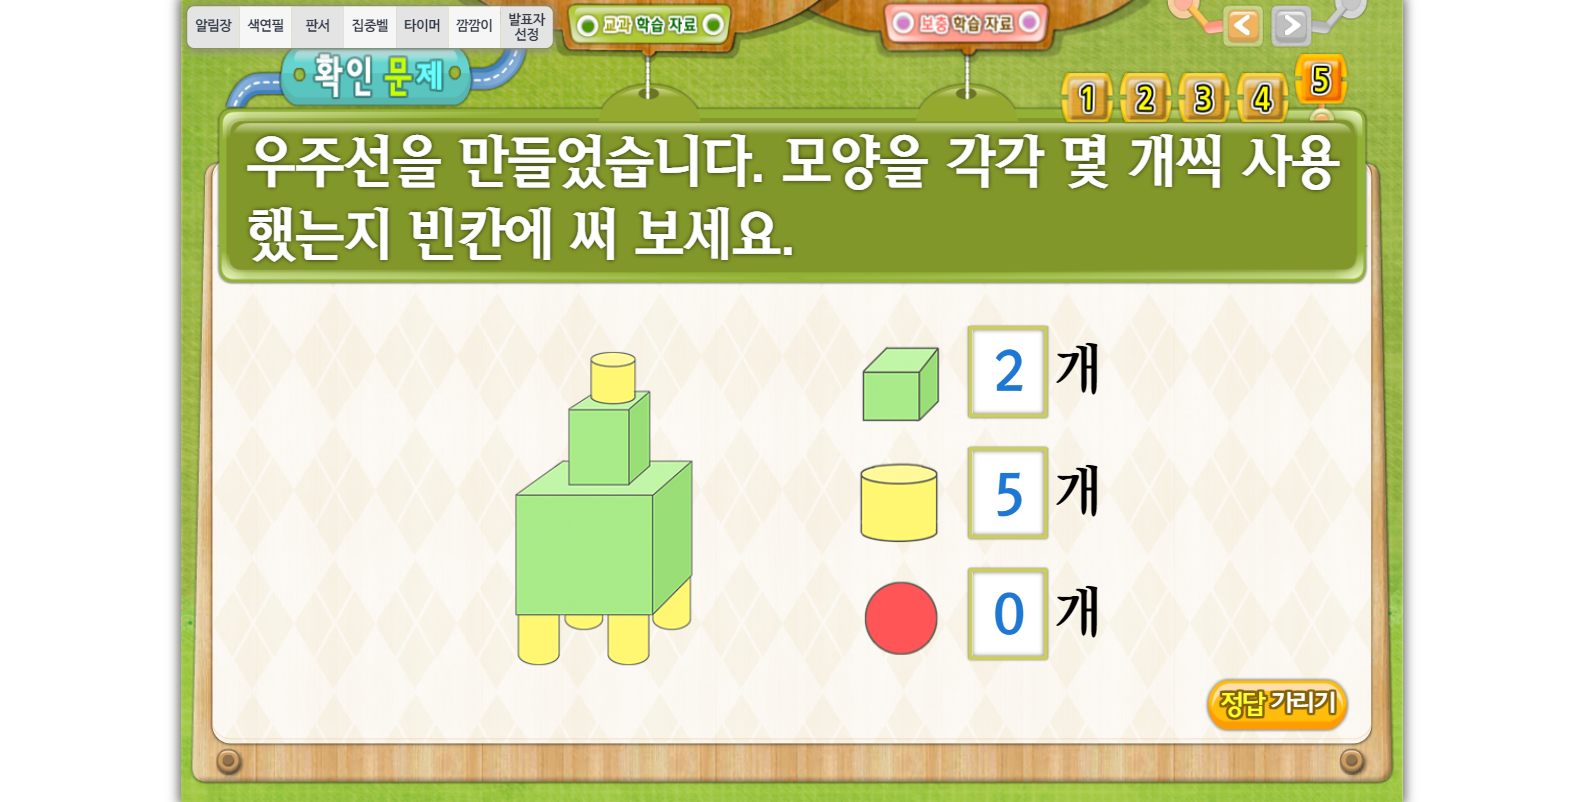 알림장 색연필 판서 집중벨 타이머 깜깜이 발표자
선정
교과 학습 자료 보충 학습 자료
확인 문제
1 2 3 4 5
우주선을 만들었습니다. 모양을 각각 몇 개씩 사용
했는지 빈칸에 써 보세요.
2 개
5 개
0 개
정답 가리기